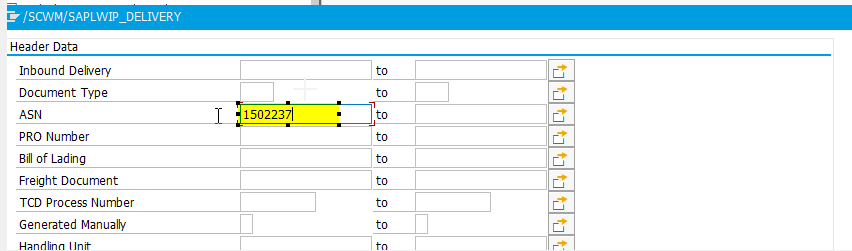 /SCWM/SAPLWIP_DELIVERY
Header Data
Inbound Delivery to
Document Type to
ASN 1502237 to
PRO Number to
Bill of Lading to
Freight Document to
TCD Process Number to
Generated Manually to
Handling Unit to